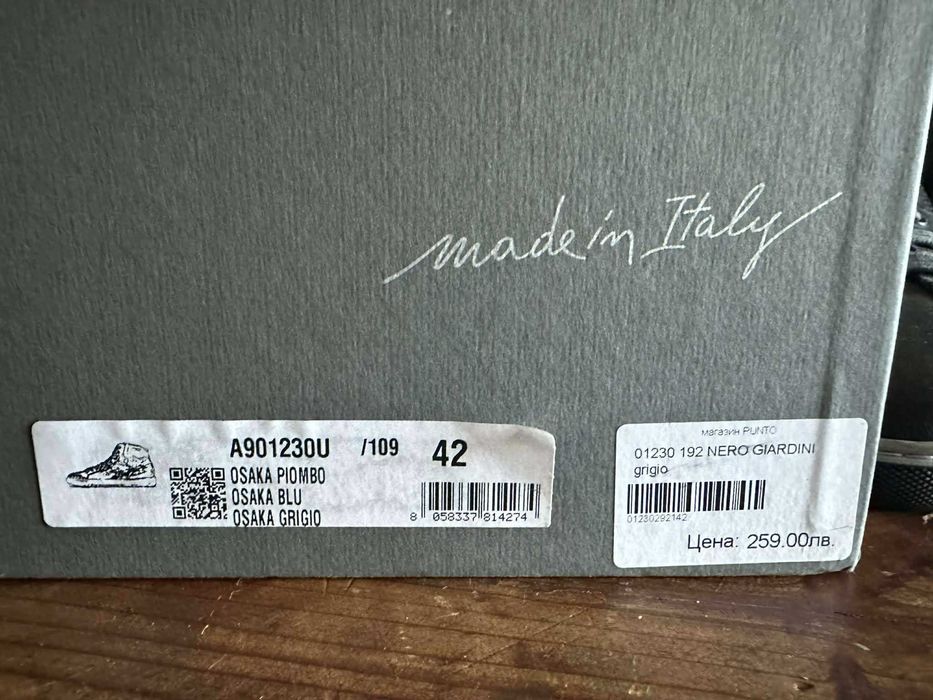 made in Italy
A901230U /109 42
OSAKA PIOMBO
OSAKA BLU
OSAKA GRIGIO
8 058337 814274
магазин PUNTO
01230 192 NERO GIARDINI
grigio
01230292142
Цена: 259.00лв.